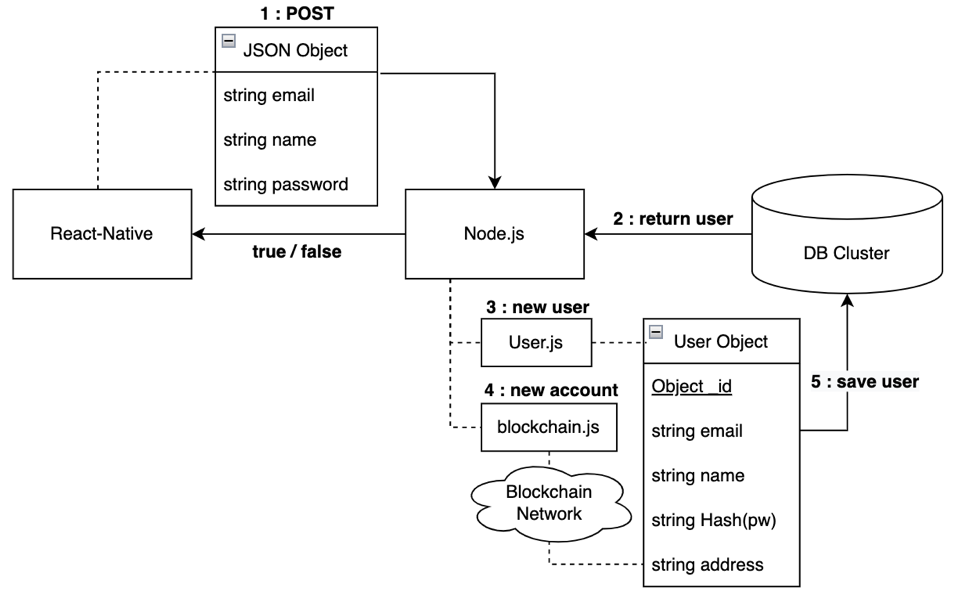 1 : POST
JSON Object
string email
string name
string password
React-Native
true / false
Node.js
2 : return user
DB Cluster
3 : new user
User.js
4 : new account
blockchain.js
Blockchain
Network
User Object
Object _id
string email
string name
string Hash(pw)
string address
5 : save user